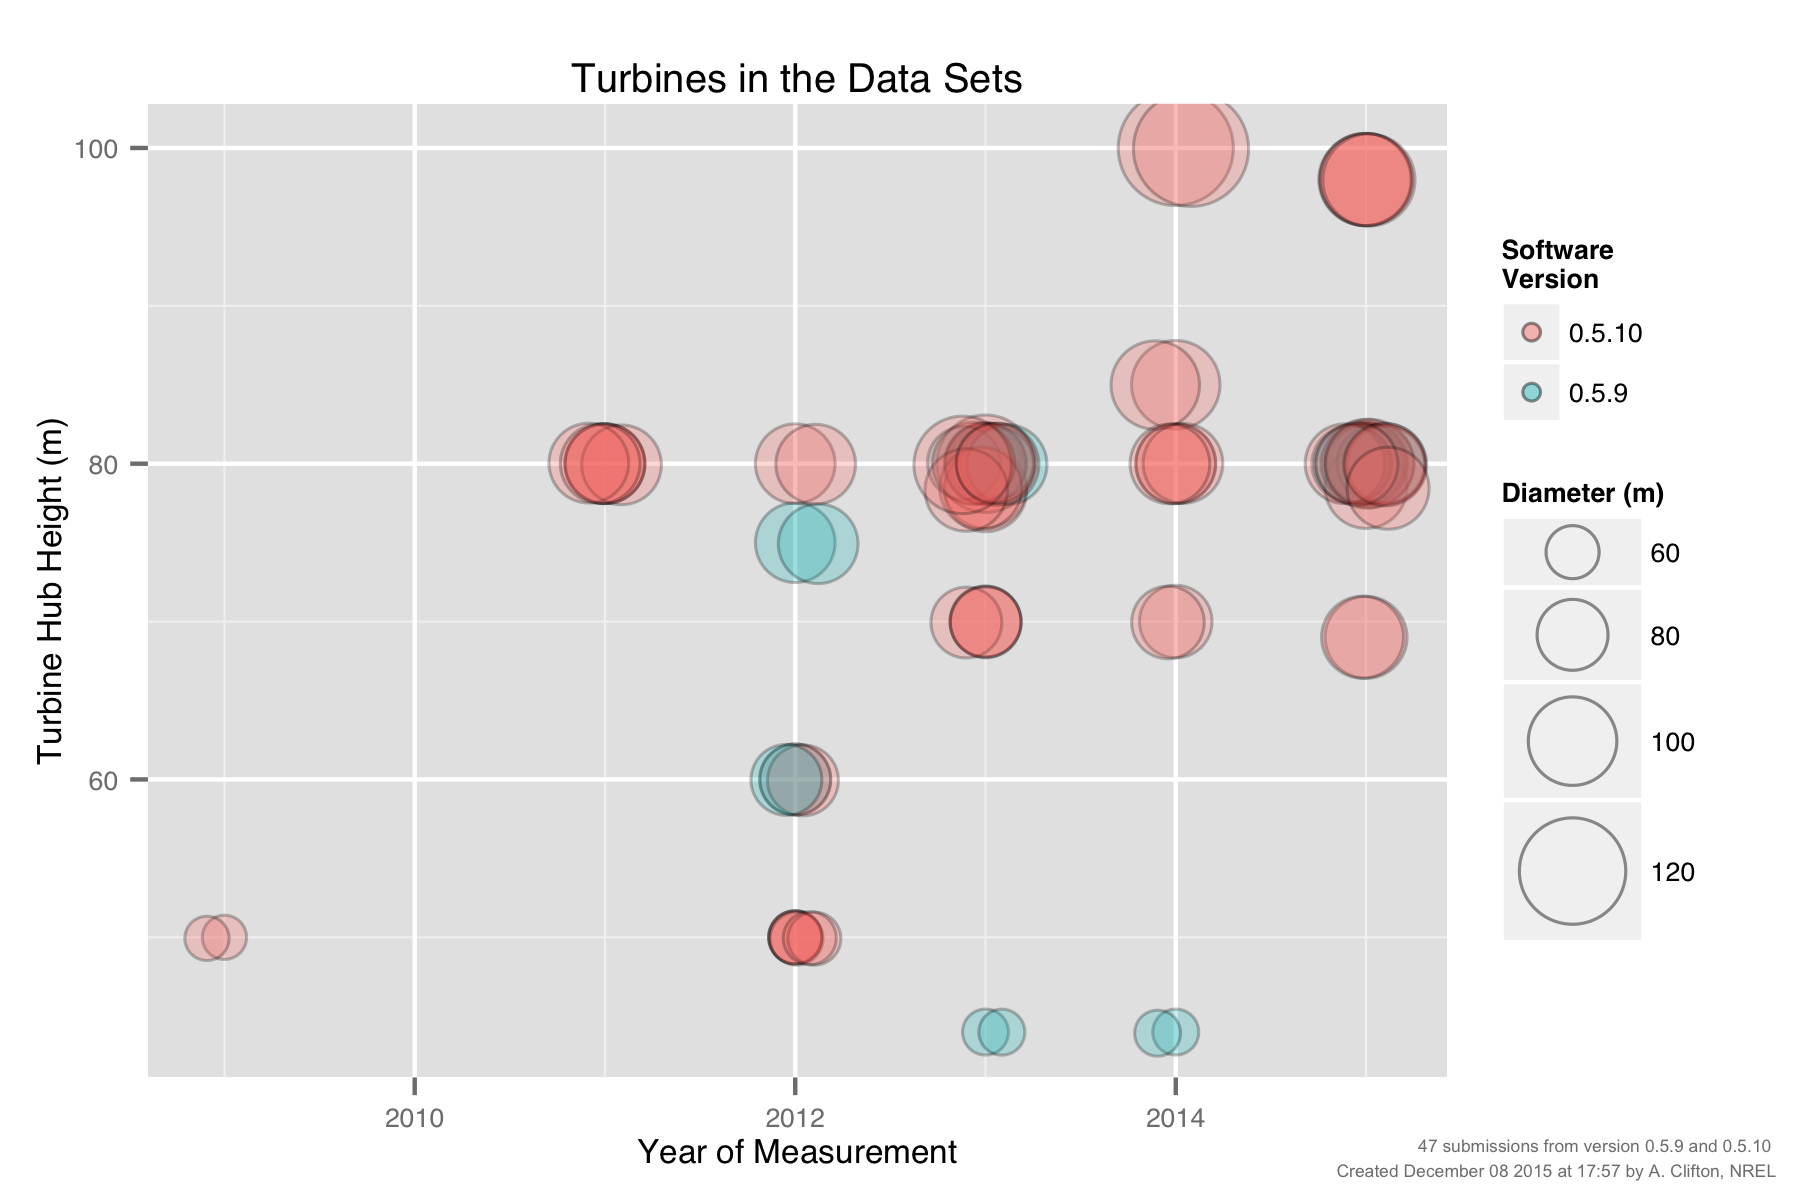 Turbines in the Data Sets
100
80
60
Turbine Hub Height (m)
2010
2012
2014
Year of Measurement
Software
Version
0.5.10
0.5.9
Diameter (m)
60
80
100
120
47 submissions from version 0.5.9 and 0.5.10
Created December 08 2015 at 17:57 by A. Clifton, NREL